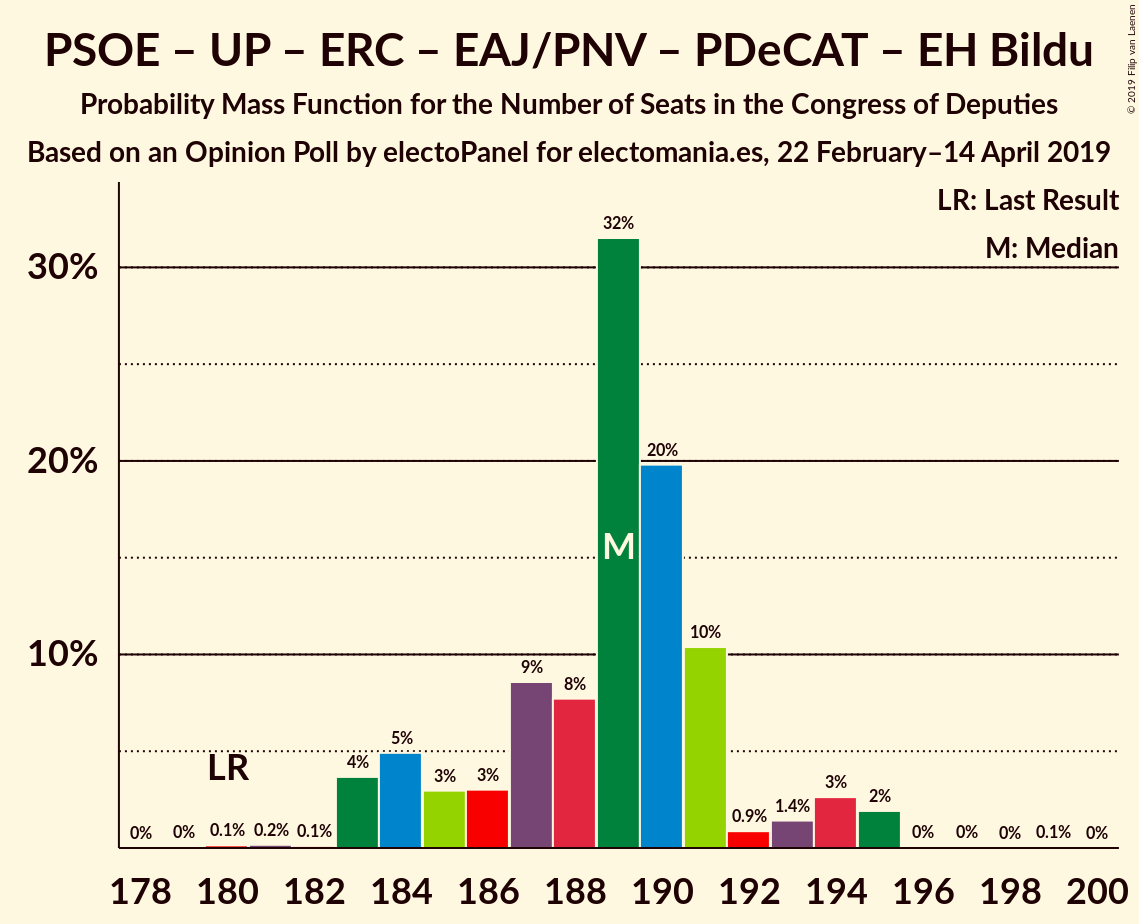 PSOE – UP – ERC – EAJ/PNV – PDeCAT – EH Bildu
Probability Mass Function for the Number of Seats in the Congress of Deputies
Based on an Opinion Poll by electoPanel for electomania.es, 22 February–14 April 2019
© 2019 Filip van Laenen
LR: Last Result
M: Median
30%
20%
10%
0% 0% 0.1% 0.2% 0.1% 4% 5% 3% 3% 9% 8% 32% 20% 10% 0.9% 1.4% 3% 2% 0% 0% 0% 0.1% 0%
LR
M
178 180 182 184 186 188 190 192 194 196 198 200